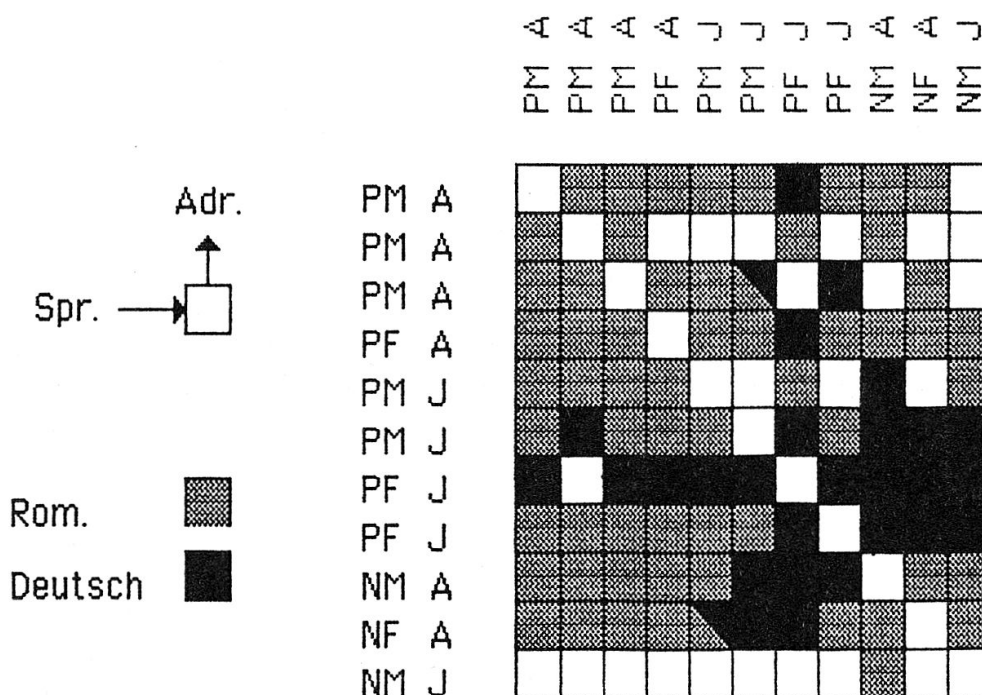 PM A
PM A
PM A
PF A
PM J
PM J
PF J
PF J
NM A
NF A
NM J
Adr.
Spr.
Rom.
Deutsch
PM A
PM A
PM A
PF A
PM J
PM J
PF J
PF J
NM A
NF A
NM J